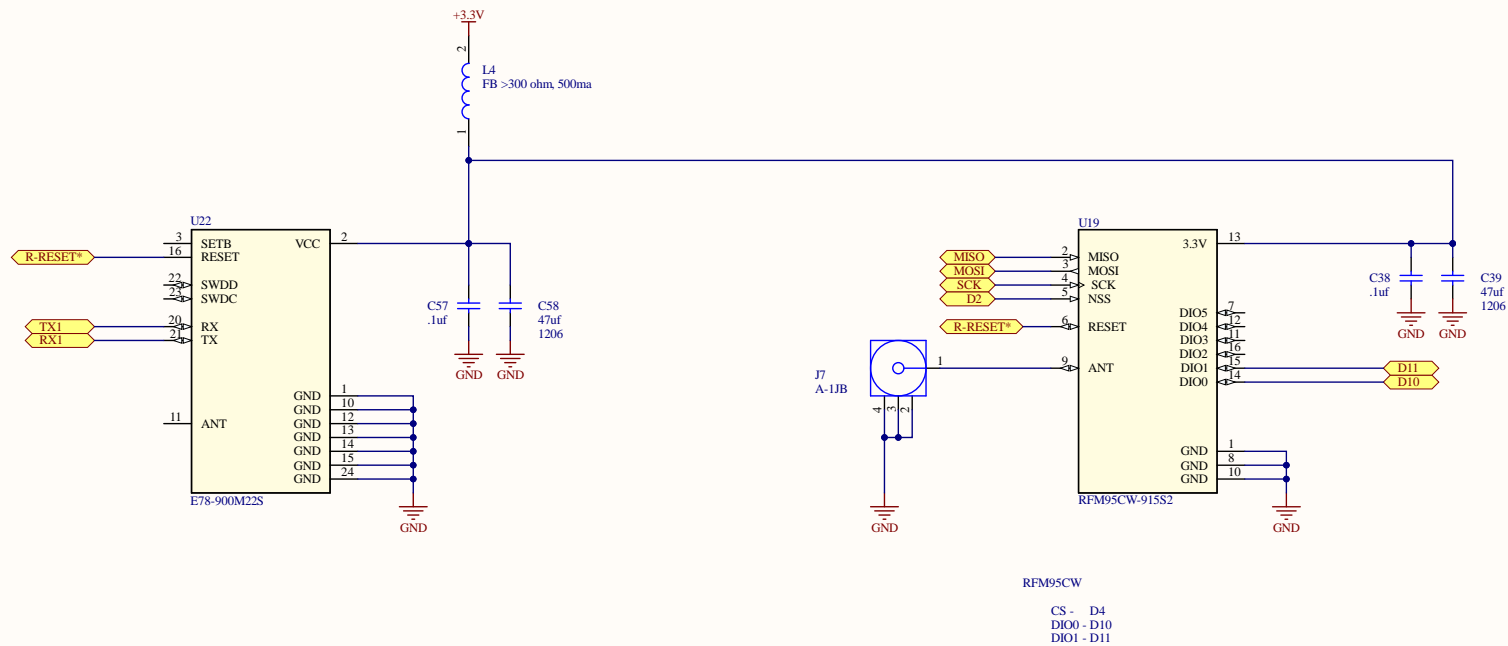 +3.3V
2
L4
FB >300 ohm, 500ma
1
U22
3 SETB VCC 2
16 RESET
R-RESET*
22 SWDD
23 SWDC
TX1 20 RX
RX1 21 TX
C57
.1uf
C58
47uf
1206
GND GND
GND 1
GND 10
GND 12
GND 13
GND 14
GND 15
GND 24
11 ANT
E78-900M22S
GND
U19
3.3V 13
MISO 2 MISO
MOSI 3 MOSI
SCK 4 SCK
D2 5 NSS
R-RESET* 6 RESET
C38
.1uf
C39
47uf
1206
GND GND
DIO5 7
DIO4 12
DIO3 11
DIO2 16
DIO1 15 D11
DIO0 14 D10
J7
A-1JB
1 9 ANT
4 3 2
GND
GND 1
GND 8
GND 10
RFM95CW-915S2
GND
RFM95CW
CS - D4
DIO0 - D10
DIO1 - D11